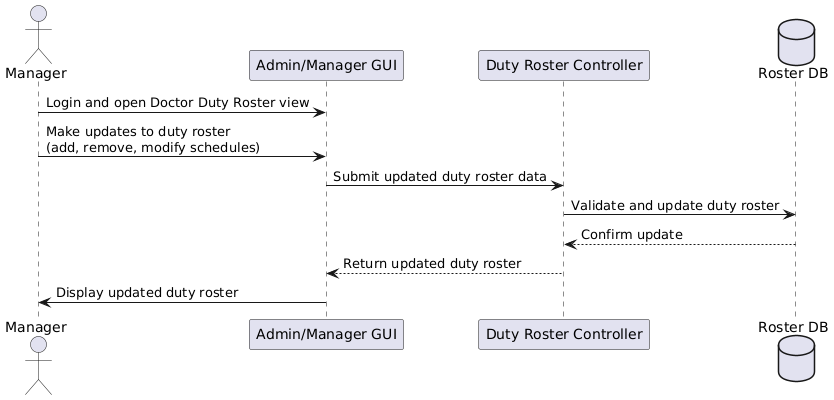 Manager
Admin/Manager GUI
Duty Roster Controller
Roster DB
Login and open Doctor Duty Roster view
Make updates to duty roster
(add, remove, modify schedules)
Submit updated duty roster data
Validate and update duty roster
Confirm update
Return updated duty roster
Display updated duty roster
Manager
Admin/Manager GUI
Duty Roster Controller
Roster DB